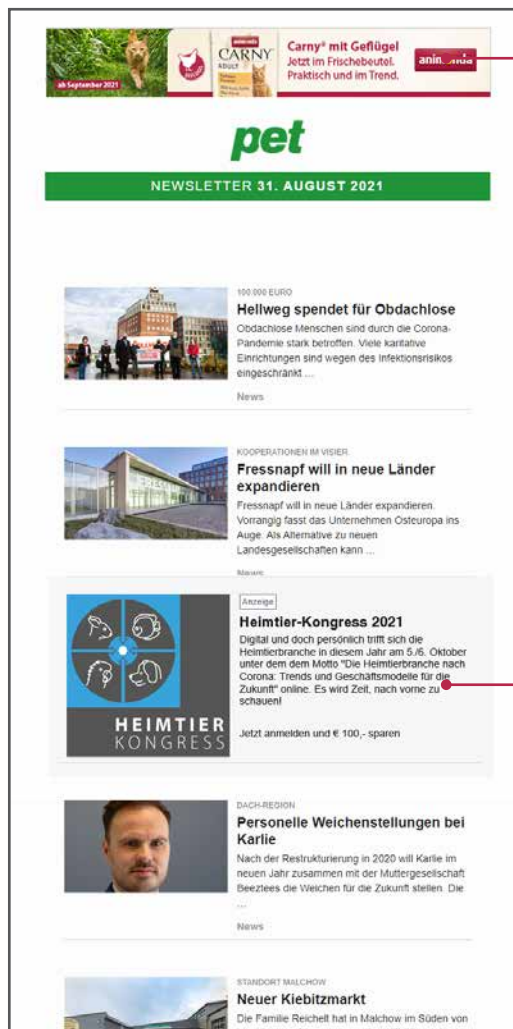 Carny® mit Geflügel
Jetzt im Frischebeutel.
Praktisch und im Trend.
animonda
CARNY
ADULT
ab September 2021
pet
NEWSLETTER 31. AUGUST 2021
100.000 EURO
Hellweg spendet für Obdachlose
Obdachlose Menschen sind durch die Corona-
Pandemie stark betroffen. Viele karitative
Einrichtungen sind wegen des Infektionsrisikos
eingeschränkt ...
News
KOOPERATIONEN IM VISIER
Fressnapf will in neue Länder
expandieren
Fressnapf will in neue Länder expandieren.
Vorrangig fasst das Unternehmen Osteuropa ins
Auge. Als Alternative zu neuen
Landesgesellschaften kann ...
News
Anzeige
Heimtier-Kongress 2021
Digital und doch persönlich trifft sich die
Heimtierbranche in diesem Jahr am 5./6. Oktober
unter dem dem Motto "Die Heimtierbranche nach
Corona: Trends und Geschäftsmodelle für die
Zukunft" online. Es wird Zeit, nach vorne zu
schauen!
Jetzt anmelden und € 100,- sparen
HEIMTIER
KONGRESS
DACH-REGION
Personelle Weichenstellungen bei
Karlie
Nach der Restrukturierung in 2020 will Karlie im
neuen Jahr zusammen mit der Muttergesellschaft
Beeztees die Weichen für die Zukunft stellen. Die
...
News
STANDORT MALCHOW
Neuer Kiebitzmarkt
Die Familie Reichelt hat in Malchow im Süden von